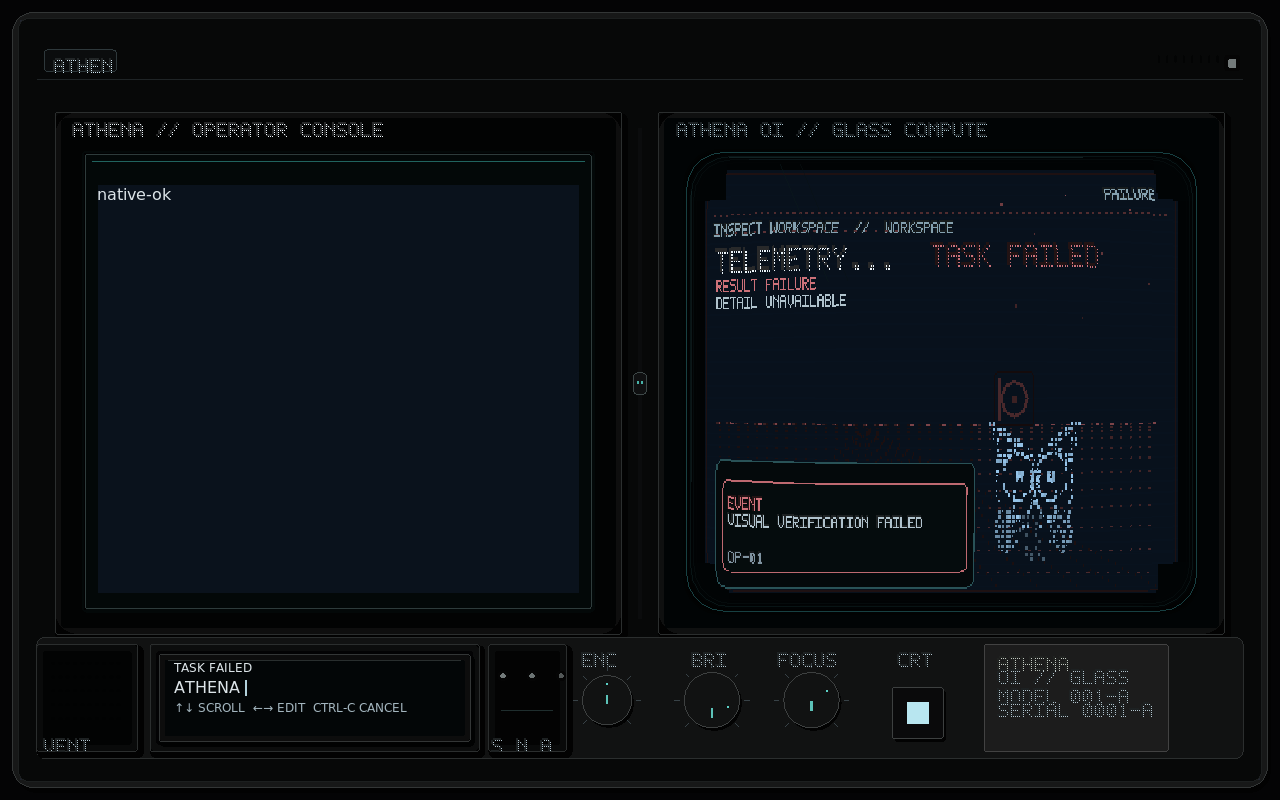 ATHEN
ATHENA // OPERATOR CONSOLE
native-ok
ATHENA OI // GLASS COMPUTE
FAILURE
INSPECT WORKSPACE // WORKSPACE
TELEMETRY... TASK FAILED
RESULT FAILURE
DETAIL UNAVAILABLE
EVENT
VISUAL VERIFICATION FAILED
OP-01
VENT
TASK FAILED
ATHENA
↑↓ SCROLL ←→ EDIT CTRL-C CANCEL
S N A
ENC
BRI
FOCUS
CRT
ATHENA
OI // GLASS
MODEL 001-A
SERIAL 0001-A